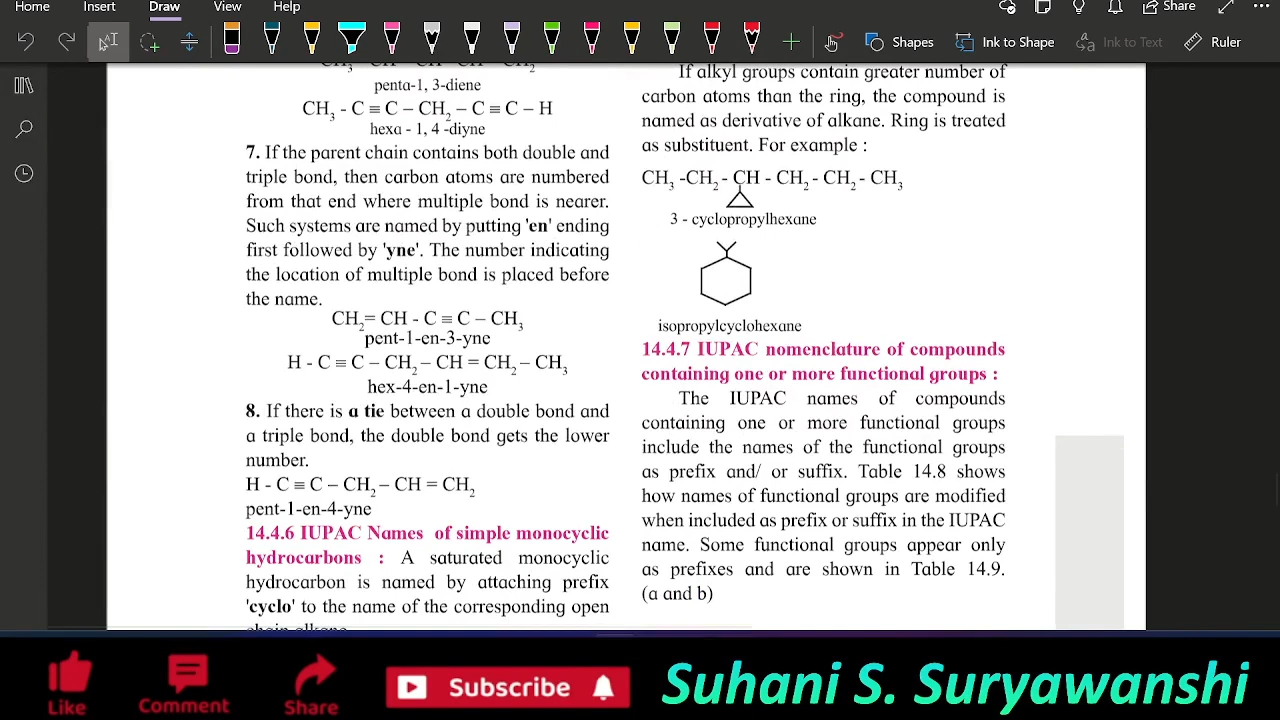 Home Insert Draw View Help Share
Shapes Ink to Shape Ink to Text Ruler
penta-1, 3-diene
CH3 - C ≡ C – CH2 – C ≡ C – H
hexa - 1, 4 -diyne
7. If the parent chain contains both double and
triple bond, then carbon atoms are numbered
from that end where multiple bond is nearer.
Such systems are named by putting 'en' ending
first followed by 'yne'. The number indicating
the location of multiple bond is placed before
the name.
CH2= CH - C ≡ C – CH3
pent-1-en-3-yne
H - C ≡ C – CH2 – CH = CH2 – CH3
hex-4-en-1-yne
8. If there is a tie between a double bond and
a triple bond, the double bond gets the lower
number.
H - C ≡ C – CH2 – CH = CH2
pent-1-en-4-yne
14.4.6 IUPAC Names of simple monocyclic
hydrocarbons : A saturated monocyclic
hydrocarbon is named by attaching prefix
'cyclo' to the name of the corresponding open
chain alkane
If alkyl groups contain greater number of
carbon atoms than the ring, the compound is
named as derivative of alkane. Ring is treated
as substituent. For example :
CH3 -CH2 - CH - CH2 - CH2 - CH3
3 - cyclopropylhexane
isopropylcyclohexane
14.4.7 IUPAC nomenclature of compounds
containing one or more functional groups :
The IUPAC names of compounds
containing one or more functional groups
include the names of the functional groups
as prefix and/ or suffix. Table 14.8 shows
how names of functional groups are modified
when included as prefix or suffix in the IUPAC
name. Some functional groups appear only
as prefixes and are shown in Table 14.9.
(a and b)
Like Comment Share Subscribe Suhani S. Suryawanshi